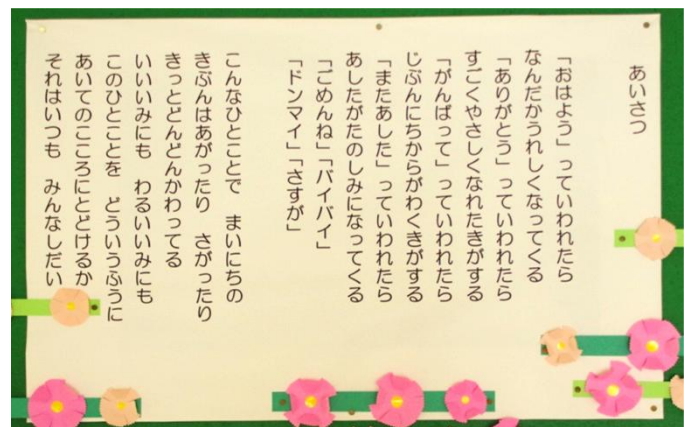 あいさつ
「おはよう」っていわれたら
なんだかうれしくなってくる
「ありがとう」っていわれたら
すごくやさしくなれたきがする
「がんばって」っていわれたら
じぶんにちからがわくきがする
「またあした」っていわれたら
あしたがたのしみになってくる
「ごめんね」「バイバイ」
「ドンマイ」「さすが」
こんなひとことで　まいにちの
きぶんはあがったり　さがったり
きっとどんどんかわってる
いいいみにも　わるいいみにも
このひとことを　どういうふうに
あいてのこころにとどけるか
それはいつも　みんなしだい